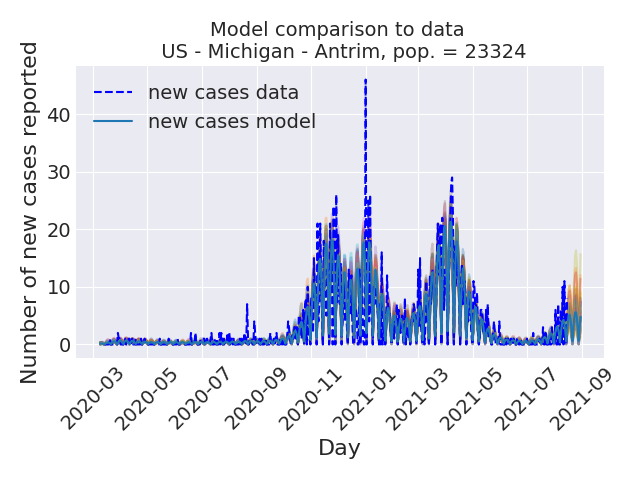 Model comparison to data
US - Michigan - Antrim, pop. = 23324
Number of new cases reported
40
30
20
10
0
new cases data
new cases model
2020-03
2020-05
2020-07
2020-09
2020-11
2021-01
2021-03
2021-05
2021-07
2021-09
Day